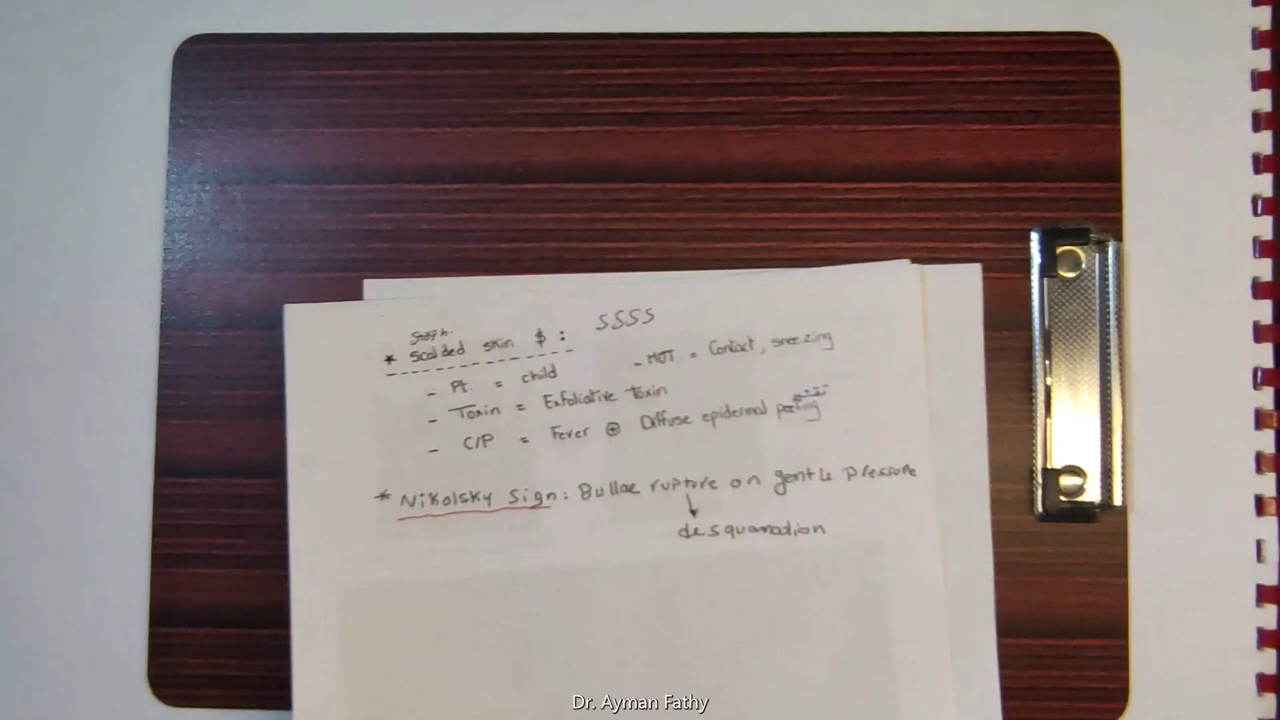 Staph.
* scalded skin $ : SSSS
- Pt. = child - MOT = Contact, sneezing
- Toxin = Exfoliative toxin
- C/P = Fever ⊕ Diffuse epidermal peeling
* Nikolsky Sign: Bullae rupture on gentle Pressure
↓
desquamation
Dr. Ayman Fathy